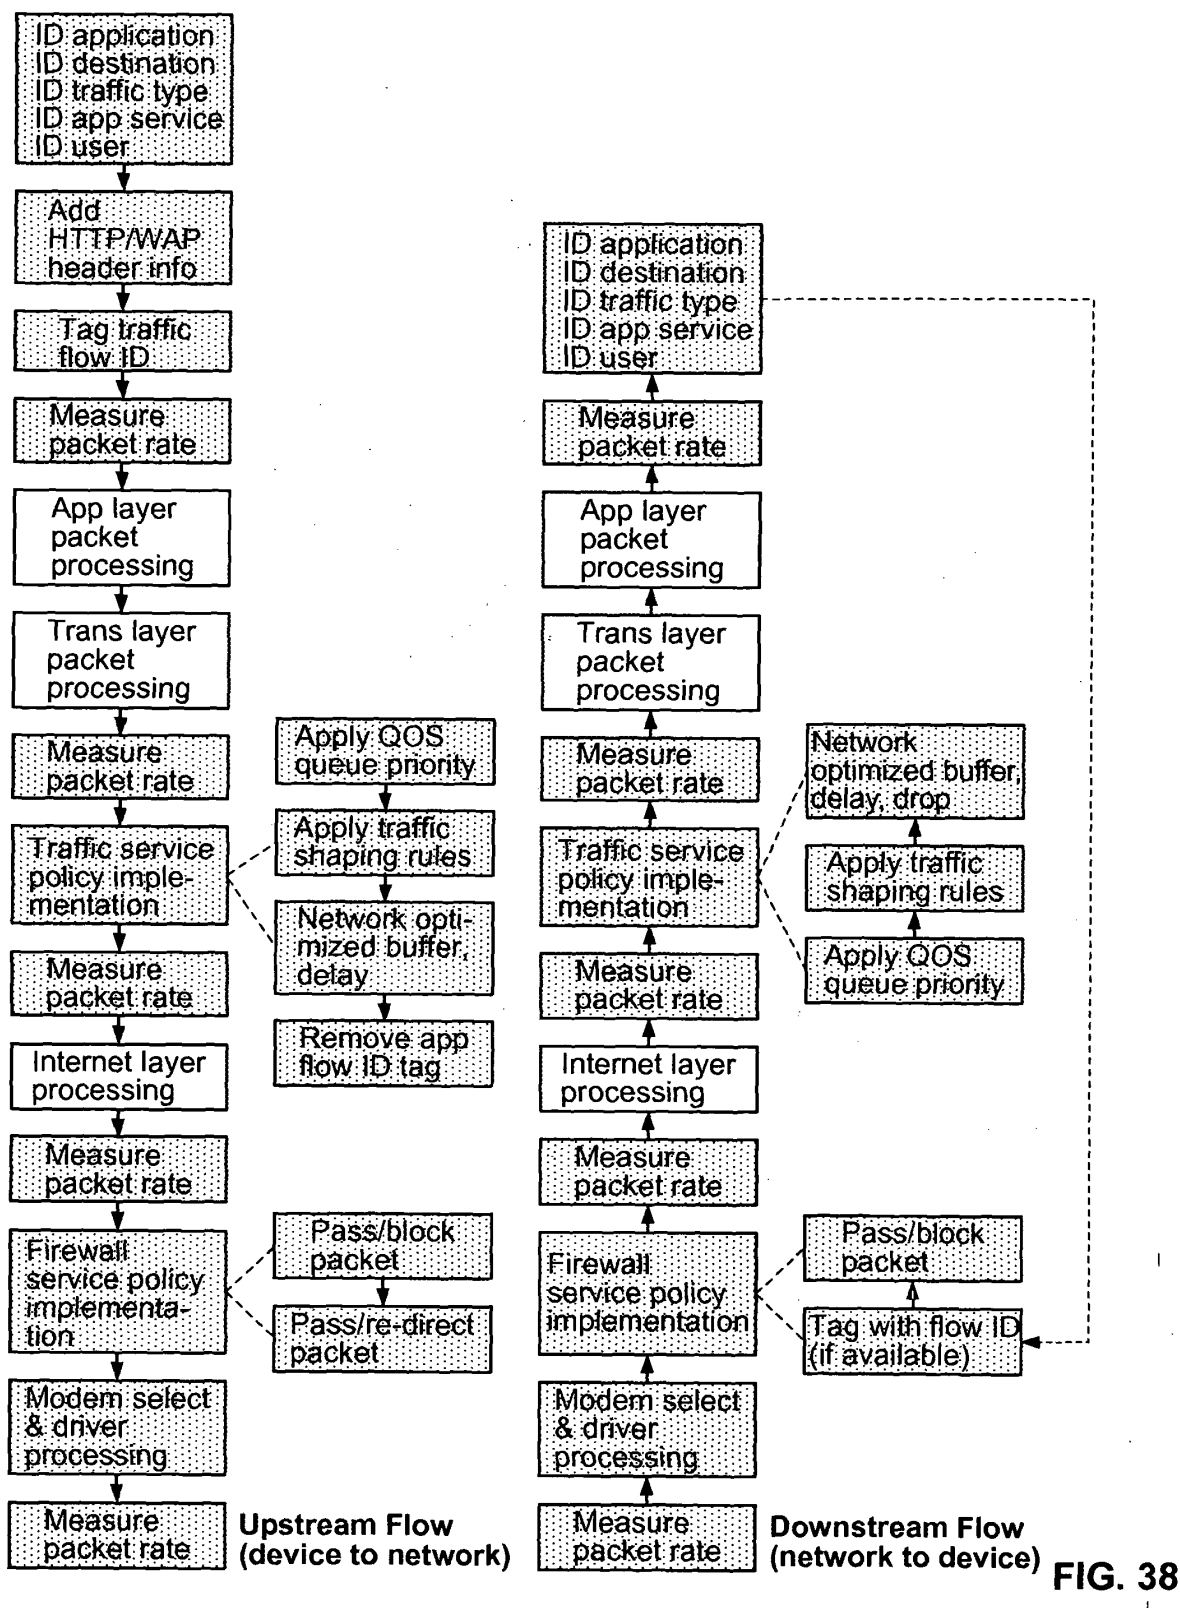 ID application
ID destination
ID traffic type
ID app service
ID user
Add
HTTP/WAP
header info
Tag traffic
flow ID
Measure
packet rate
App layer
packet
processing
Trans layer
packet
processing
Measure
packet rate
Traffic service
policy imple-
mentation
Measure
packet rate
Internet layer
processing
Measure
packet rate
Firewall
service policy
implementa-
tion
Modem select
& driver
processing
Measure
packet rate
Apply QOS
queue priority
Apply traffic
shaping rules
Network opti-
mized buffer,
delay
Remove app
flow ID tag
Pass/block
packet
Pass/re-direct
packet
Upstream Flow
(device to network)
ID application
ID destination
ID traffic type
ID app service
ID user
Measure
packet rate
App layer
packet
processing
Trans layer
packet
processing
Measure
packet rate
Traffic service
policy imple-
mentation
Measure
packet rate
Internet layer
processing
Measure
packet rate
Firewall
service policy
implementation
Modem select
& driver
processing
Measure
packet rate
Network
optimized buffer,
delay, drop
Apply traffic
shaping rules
Apply QOS
queue priority
Pass/block
packet
Tag with flow ID
(if available)
Downstream Flow
(network to device)
FIG. 38